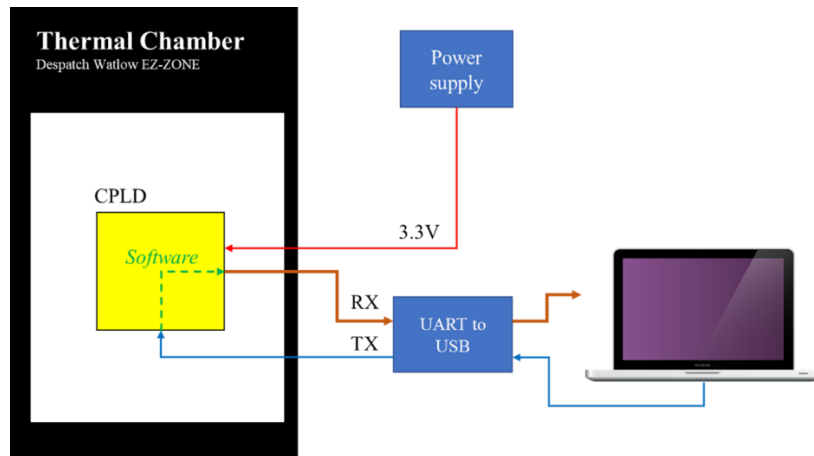 Thermal Chamber
Despatch Watlow EZ-ZONE
Power
supply
CPLD
3.3V
Software
RX
UART to
USB
TX